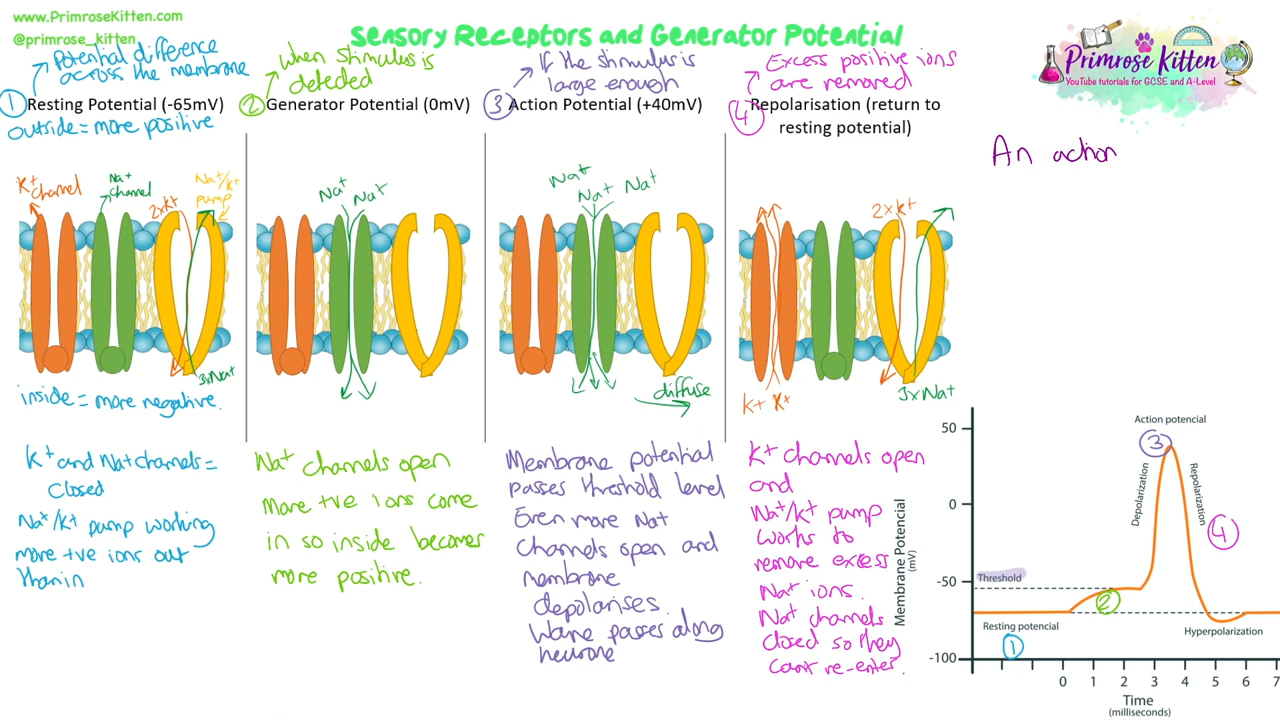 www.PrimroseKitten.com
@primrose_kitten
Sensory Receptors and Generator Potential
Primrose Kitten
YouTube tutorials for GCSE and A-Level
Potential difference
across the membrane
1 Resting Potential (-65mV)
outside = more positive
K+ channel
Na+
channel
2xK+
Na+/K+
pump
3xNa+
inside = more negative.
K+ and Na+ channels =
closed
Na+/K+ pump working
more +ve ions out
than in
When stimulus is
detected
2 Generator Potential (0mV)
Na+ Na+
Na+ channels open
More +ve ions come
in so inside becomes
more positive.
If the stimulus is
large enough
3 Action Potential (+40mV)
Na+ Na+ Na+
diffuse
Membrane potential
passes threshold level
Even more Na+
channels open and
membrane
depolarises.
Wave passes along
neurone
Excess positive ions
are removed
4 Repolarisation (return to
resting potential)
2xK+
K+ K+
3xNa+
K+ channels open
and
Na+/K+ pump
works to
remove excess
Na+ ions.
Na+ channels
closed so they
can't re-enter.
An action
Action potencial
3
50
0
-50
-100
Membrane Potential
(mV)
Depolarization
Repolarization
4
Threshold
2
Resting potencial
1
Hyperpolarization
0 1 2 3 4 5 6 7
Time
(milliseconds)